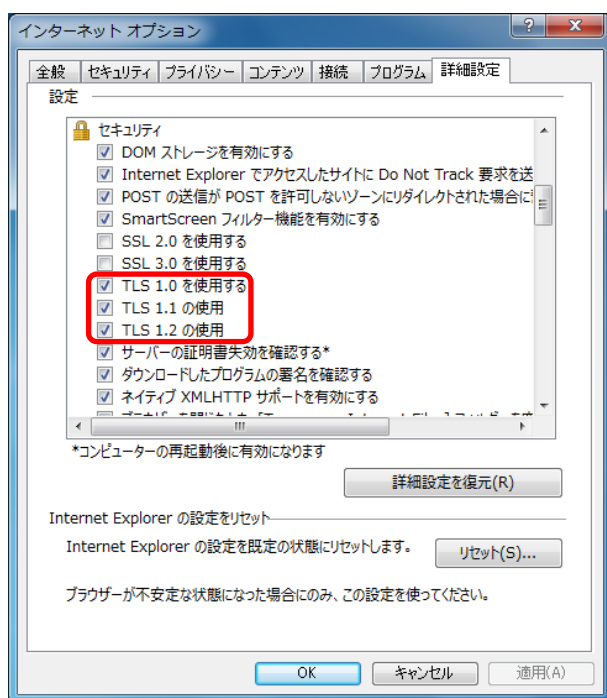 インターネット オプション
全般 セキュリティ プライバシー コンテンツ 接続 プログラム 詳細設定
設定
セキュリティ
DOM ストレージを有効にする
Internet Explorer でアクセスしたサイトに Do Not Track 要求を送
POST の送信が POST を許可しないゾーンにリダイレクトされた場合に
SmartScreen フィルター機能を有効にする
SSL 2.0 を使用する
SSL 3.0 を使用する
TLS 1.0 を使用する
TLS 1.1 の使用
TLS 1.2 の使用
サーバーの証明書失効を確認する*
ダウンロードしたプログラムの署名を確認する
ネイティブ XMLHTTP サポートを有効にする
*コンピューターの再起動後に有効になります
詳細設定を復元(R)
Internet Explorer の設定をリセット
Internet Explorer の設定を既定の状態にリセットします。
リセット(S)...
ブラウザーが不安定な状態になった場合にのみ、この設定を使ってください。
OK キャンセル 適用(A)